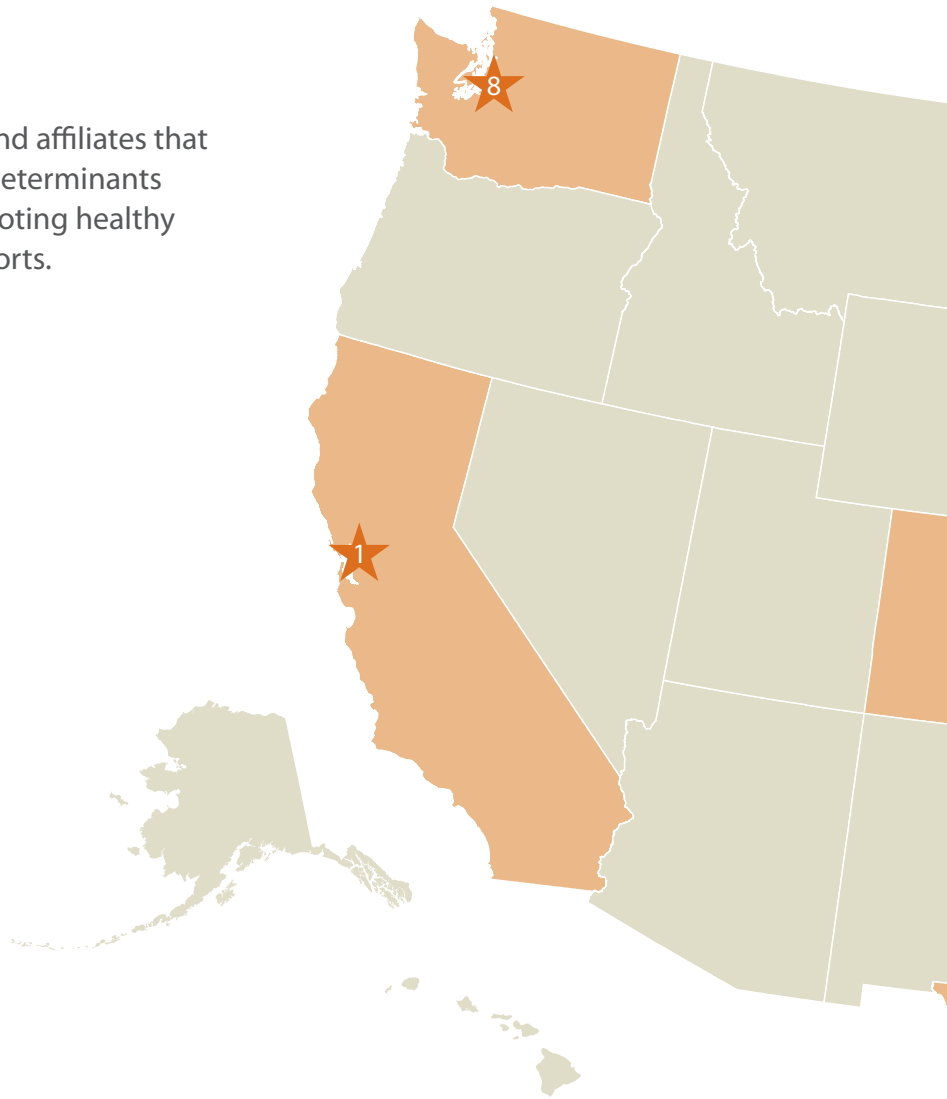 8
nd affiliates that
eterminants
oting healthy
orts.
1